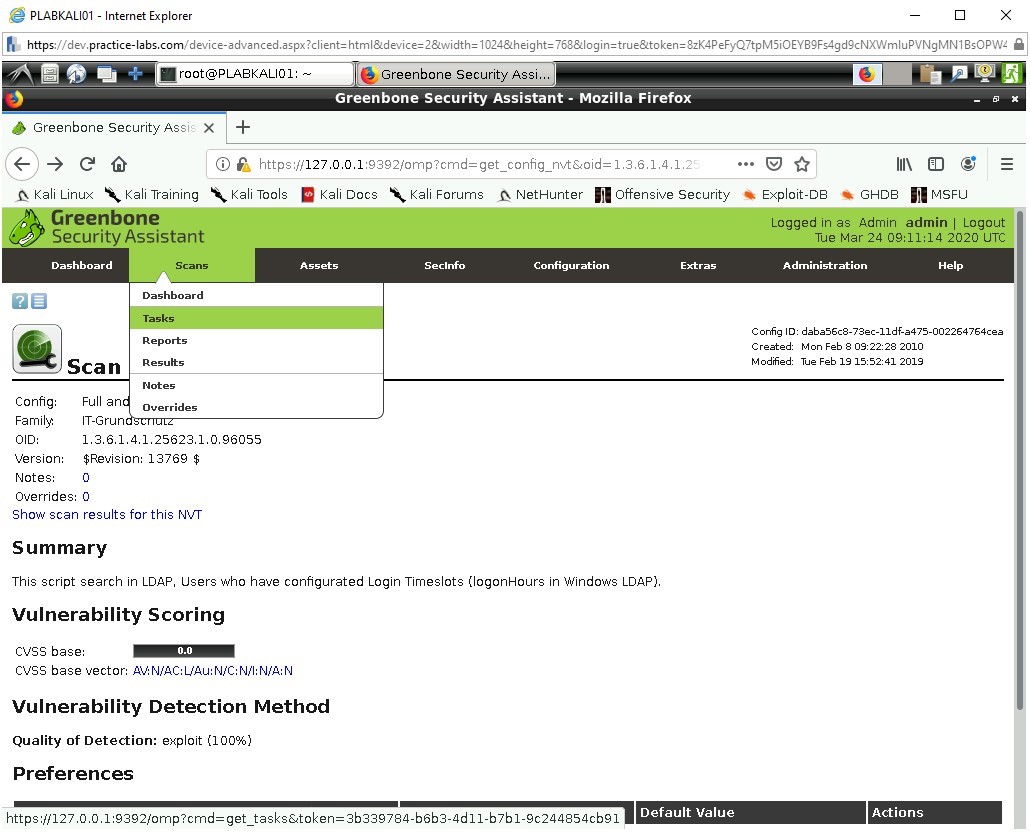 PLABKALI01 - Internet Explorer
https://dev.practice-labs.com/device-advanced.aspx?client=html&device=2&width=1024&height=768&login=true&token=8zK4PeFyQ7tpM5iOEYB9Fs4gd9cNXWmIuPVNgMN1BsOPW4
root@PLABKALI01: ~
Greenbone Security Assi...
Greenbone Security Assistant - Mozilla Firefox
Greenbone Security Assis
https://127.0.0.1:9392/omp?cmd=get_config_nvt&oid=1.3.6.1.4.1.25
Kali Linux Kali Training Kali Tools Kali Docs Kali Forums NetHunter Offensive Security Exploit-DB GHDB MSFU
Greenbone
Security Assistant
Logged in as Admin admin | Logout
Tue Mar 24 09:11:14 2020 UTC
Dashboard Scans Assets SecInfo Configuration Extras Administration Help
Dashboard
Tasks
Reports
Results
Notes
Overrides
Scan
Config ID: daba56c8-73ec-11df-a475-002264764cea
Created: Mon Feb 8 09:22:28 2010
Modified: Tue Feb 19 15:52:41 2019
Config: Full and
Family: IT-Grundschutz
OID: 1.3.6.1.4.1.25623.1.0.96055
Version: $Revision: 13769 $
Notes: 0
Overrides: 0
Show scan results for this NVT
Summary
This script search in LDAP, Users who have configurated Login Timeslots (logonHours in Windows LDAP).
Vulnerability Scoring
CVSS base: 0.0
CVSS base vector: AV:N/AC:L/Au:N/C:N/I:N/A:N
Vulnerability Detection Method
Quality of Detection: exploit (100%)
Preferences
Default Value Actions
https://127.0.0.1:9392/omp?cmd=get_tasks&token=3b339784-b6b3-4d11-b7b1-9c244854cb91